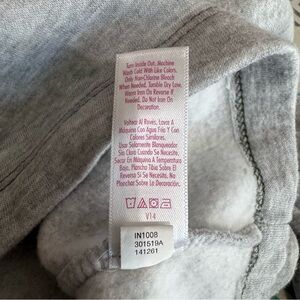 Turn Inside Out. Machine
Wash Cold With Like Colors.
Only Non-Chlorine Bleach
When Needed. Tumble Dry Low.
Warm Iron On Reverse If
Needed. Do Not Iron On
Decoration.
Voltear Al Revés, Lavar A
Máquina Con Agua Fría Y Con
Colores Similares.
Usar Solamente Blanqueador
Sin Cloro Cuando Se Necesite.
Secar En Máquina A Temperatura
Baja. Planchar Tibio Sobre El
Reverso Si Se Necesita. No
Planchar Sobre La Decoración.
V14
IN1008
301519A
141261